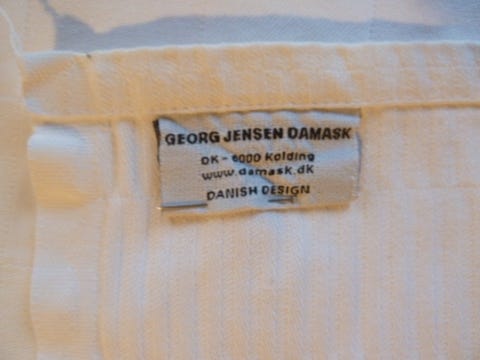 GEORG JENSEN DAMASK
DK - 6000 Kolding
www.damask.dk
DANISH DESIGN